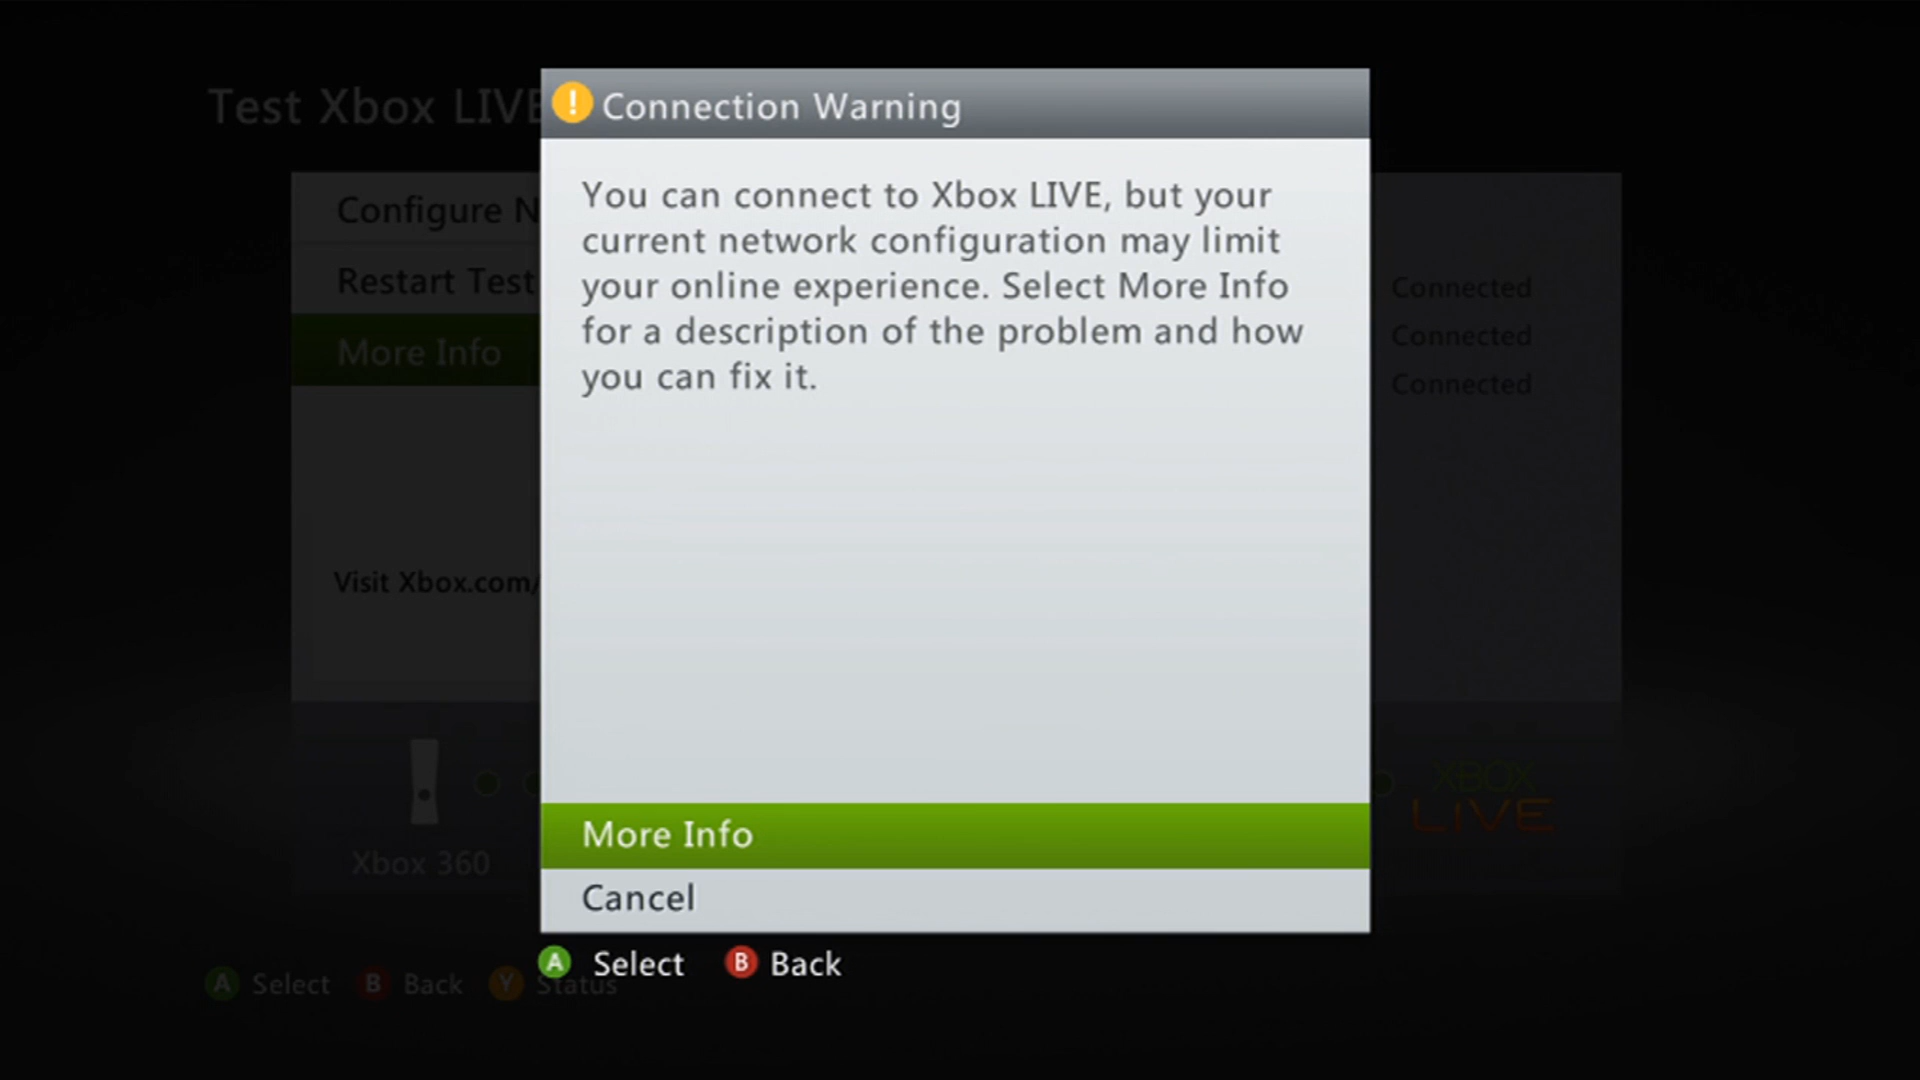 Test Xbox LIVE
! Connection Warning
You can connect to Xbox LIVE, but your
current network configuration may limit
your online experience. Select More Info
for a description of the problem and how
you can fix it.
More Info
Cancel
A Select B Back
Configure N
Restart Test
More Info
Visit Xbox.com/
Connected
Connected
Connected
Xbox 360
XBOX
LIVE
A Select B Back Y Status